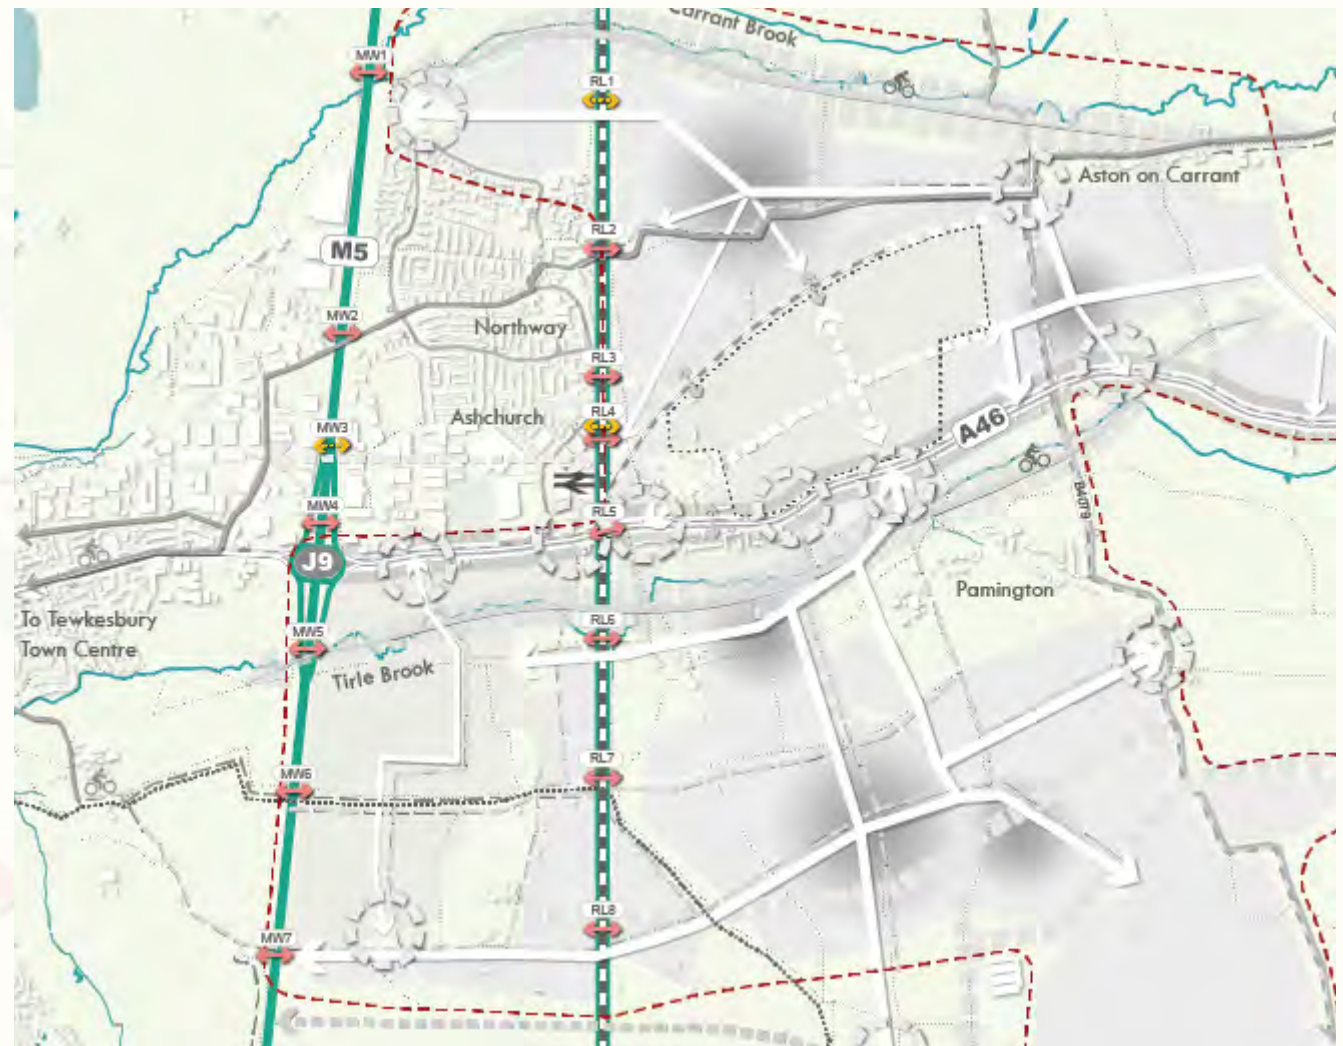 Carrant Brook
MW1
RL1
Aston on Carrant
RL2
M5
MW2
Northway
RL3
Ashchurch
RL4
MW3
A46
B4079
MW4
RL5
J9
Pamington
To Tewkesbury
Town Centre
MW5
RL6
Tirle Brook
RL7
MW6
RL8
MW7